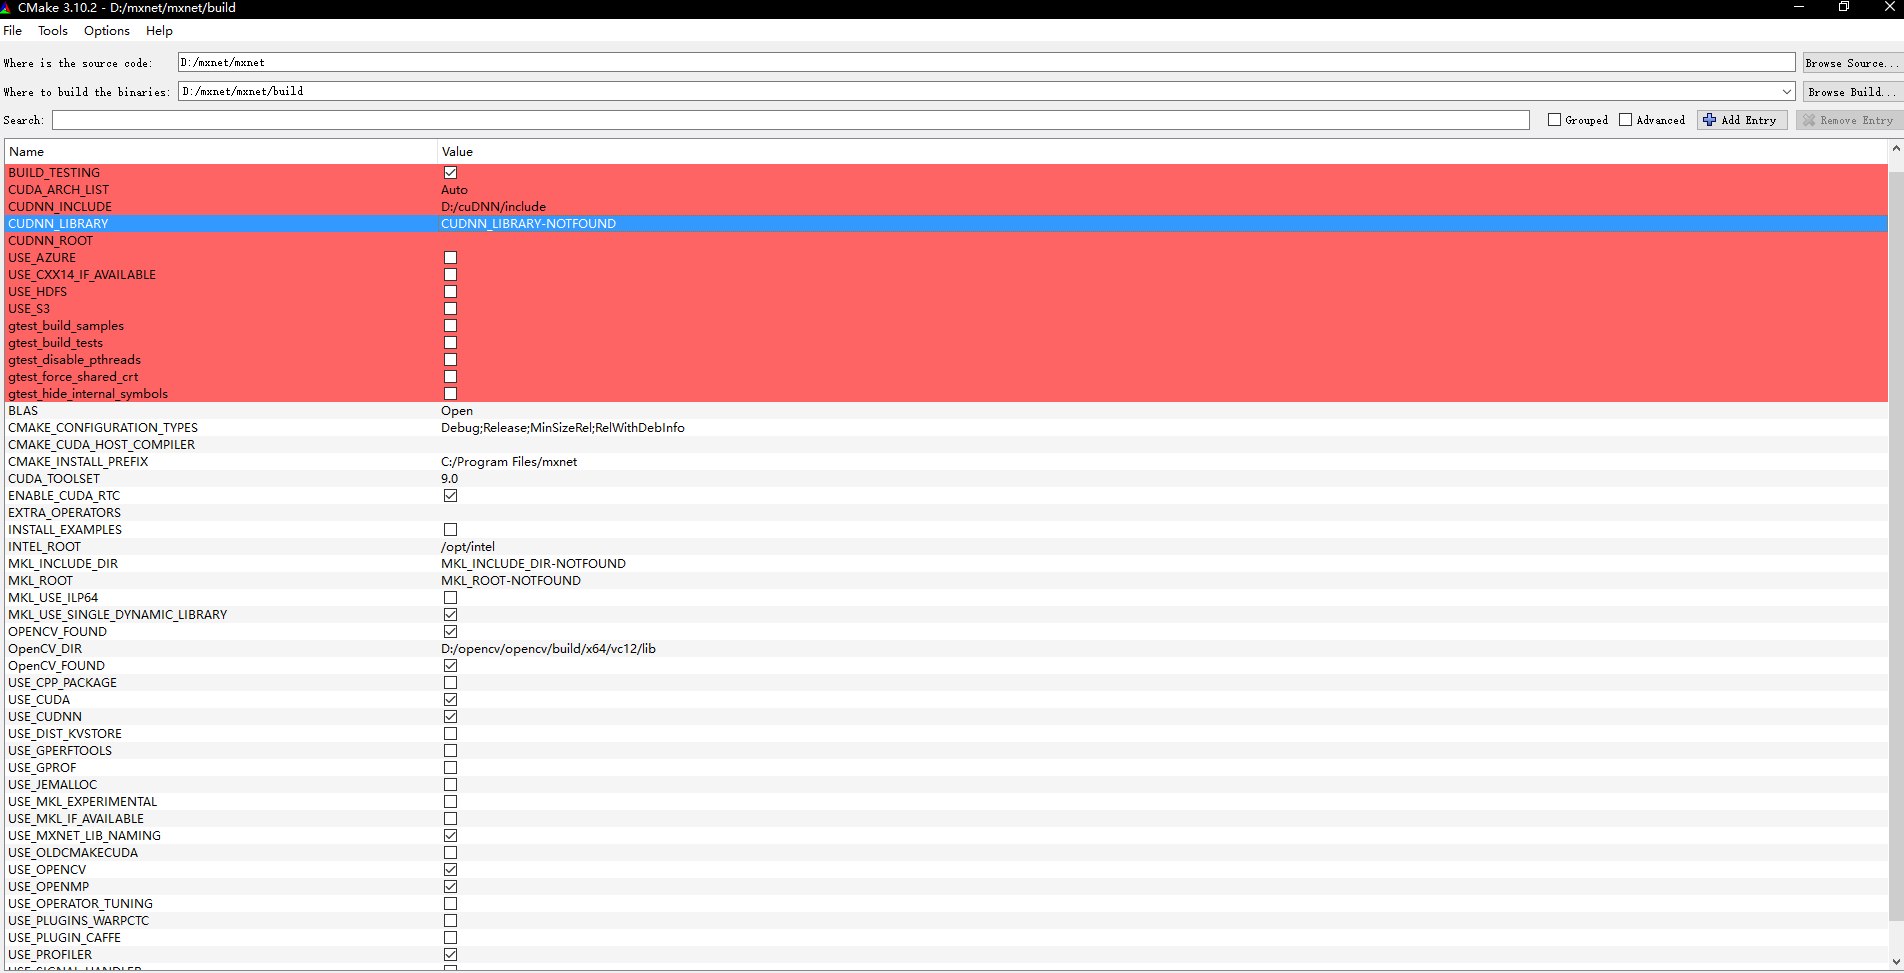 CMake 3.10.2 - D:/mxnet/mxnet/build
File Tools Options Help
Where is the source code: D:/mxnet/mxnet Browse Source...
Where to build the binaries: D:/mxnet/mxnet/build Browse Build...
Search: Grouped Advanced Add Entry Remove Entry
Name Value
BUILD_TESTING
CUDA_ARCH_LIST Auto
CUDNN_INCLUDE D:/cuDNN/include
CUDNN_LIBRARY CUDNN_LIBRARY-NOTFOUND
CUDNN_ROOT
USE_AZURE
USE_CXX14_IF_AVAILABLE
USE_HDFS
USE_S3
gtest_build_samples
gtest_build_tests
gtest_disable_pthreads
gtest_force_shared_crt
gtest_hide_internal_symbols
BLAS Open
CMAKE_CONFIGURATION_TYPES Debug;Release;MinSizeRel;RelWithDebInfo
CMAKE_CUDA_HOST_COMPILER
CMAKE_INSTALL_PREFIX C:/Program Files/mxnet
CUDA_TOOLSET 9.0
ENABLE_CUDA_RTC
EXTRA_OPERATORS
INSTALL_EXAMPLES
INTEL_ROOT /opt/intel
MKL_INCLUDE_DIR MKL_INCLUDE_DIR-NOTFOUND
MKL_ROOT MKL_ROOT-NOTFOUND
MKL_USE_ILP64
MKL_USE_SINGLE_DYNAMIC_LIBRARY
OPENCV_FOUND
OpenCV_DIR D:/opencv/opencv/build/x64/vc12/lib
OpenCV_FOUND
USE_CPP_PACKAGE
USE_CUDA
USE_CUDNN
USE_DIST_KVSTORE
USE_GPERFTOOLS
USE_GPROF
USE_JEMALLOC
USE_MKL_EXPERIMENTAL
USE_MKL_IF_AVAILABLE
USE_MXNET_LIB_NAMING
USE_OLDCMAKECUDA
USE_OPENCV
USE_OPENMP
USE_OPERATOR_TUNING
USE_PLUGINS_WARPCTC
USE_PLUGIN_CAFFE
USE_PROFILER
USE_SIGNAL_HANDLER